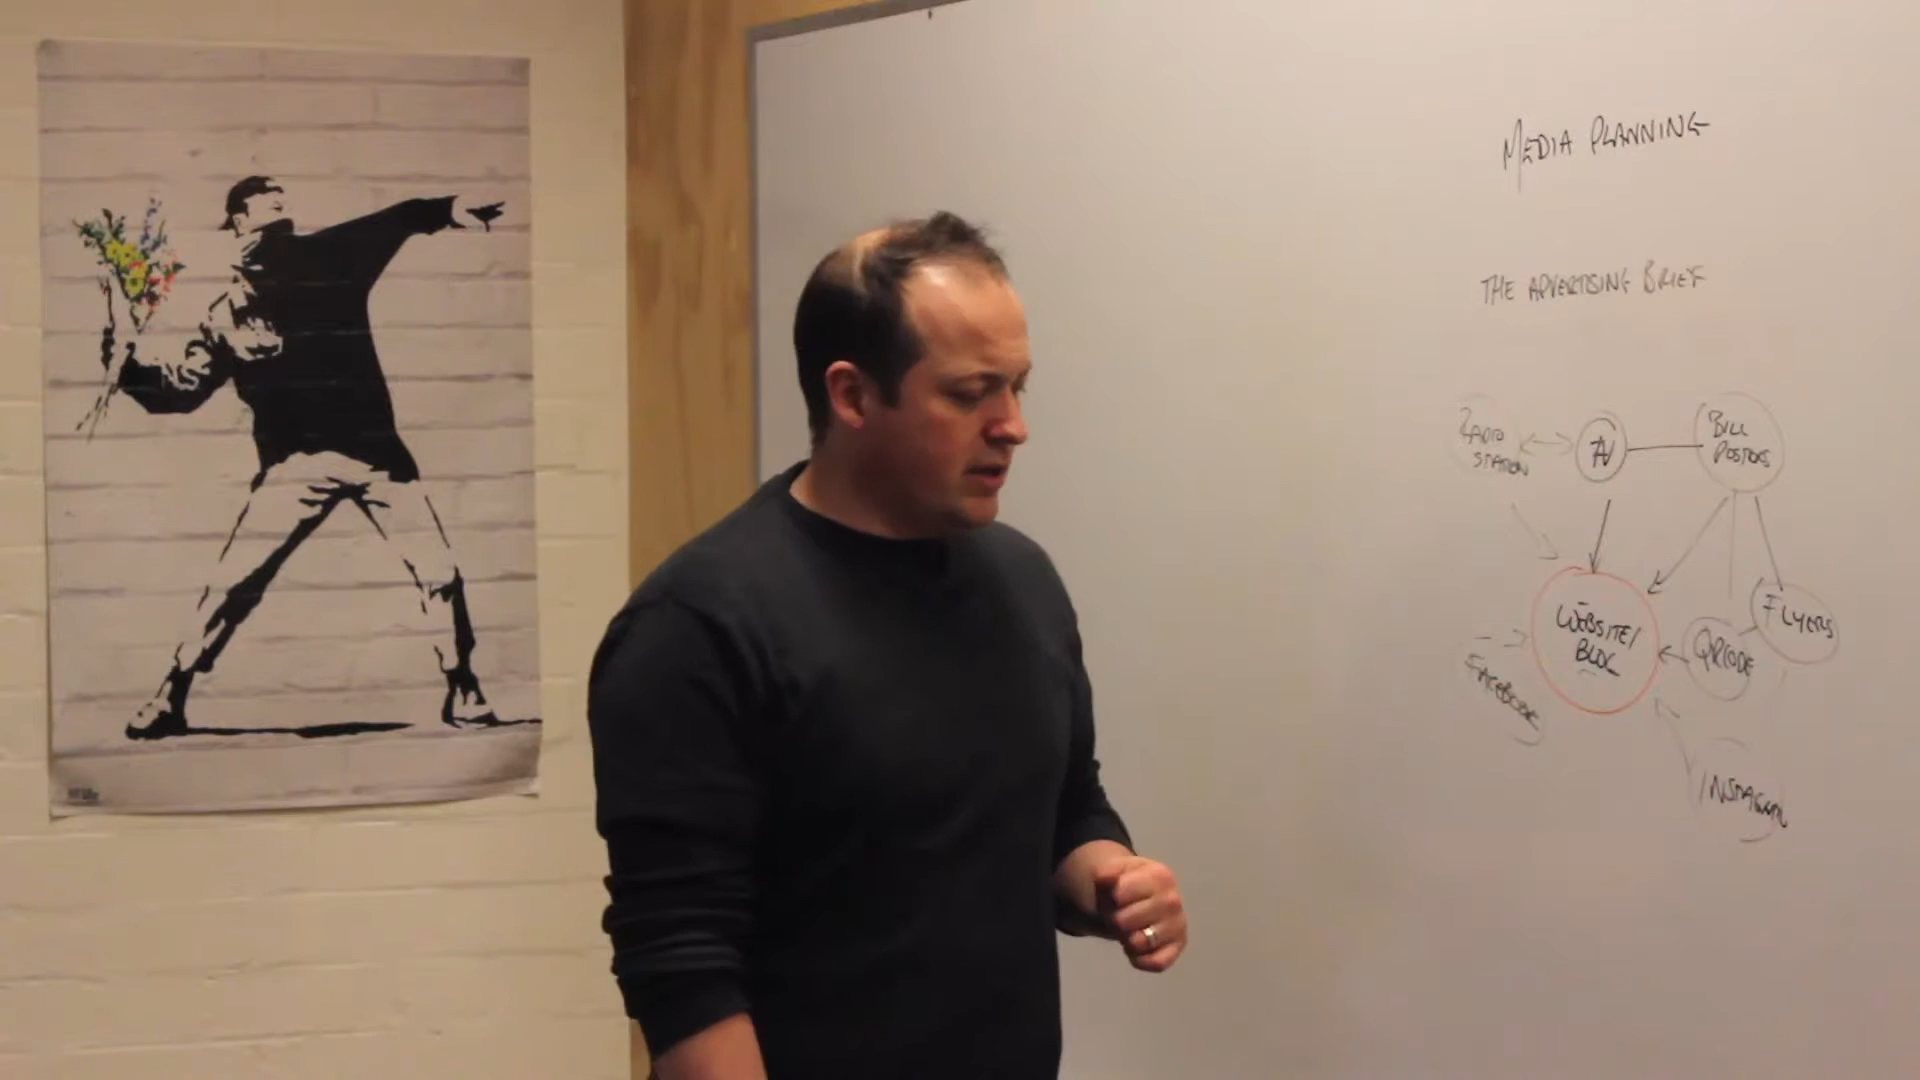 MEDIA PLANNING
THE ADVERTISING BRIEF
RADIO
STATION
TV
BILL
POSTERS
WEBSITE/
BLOG
QRCODE
FLYERS
FACEBOOK
INSTAGRAM